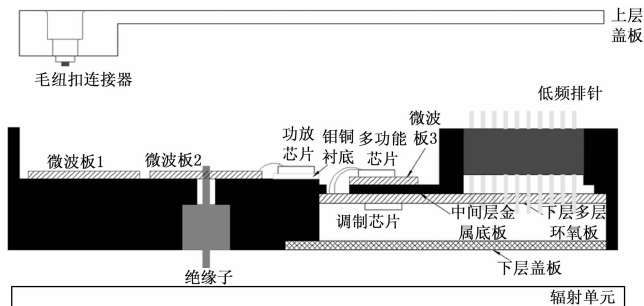 上层
盖板
毛纽扣连接器
低频排针
微波板1
微波板2
功放
芯片
钼铜
衬底
多功能
芯片
微波
板3
调制芯片
中间层金
属底板
下层多层
环氧板
绝缘子
下层盖板
辐射单元